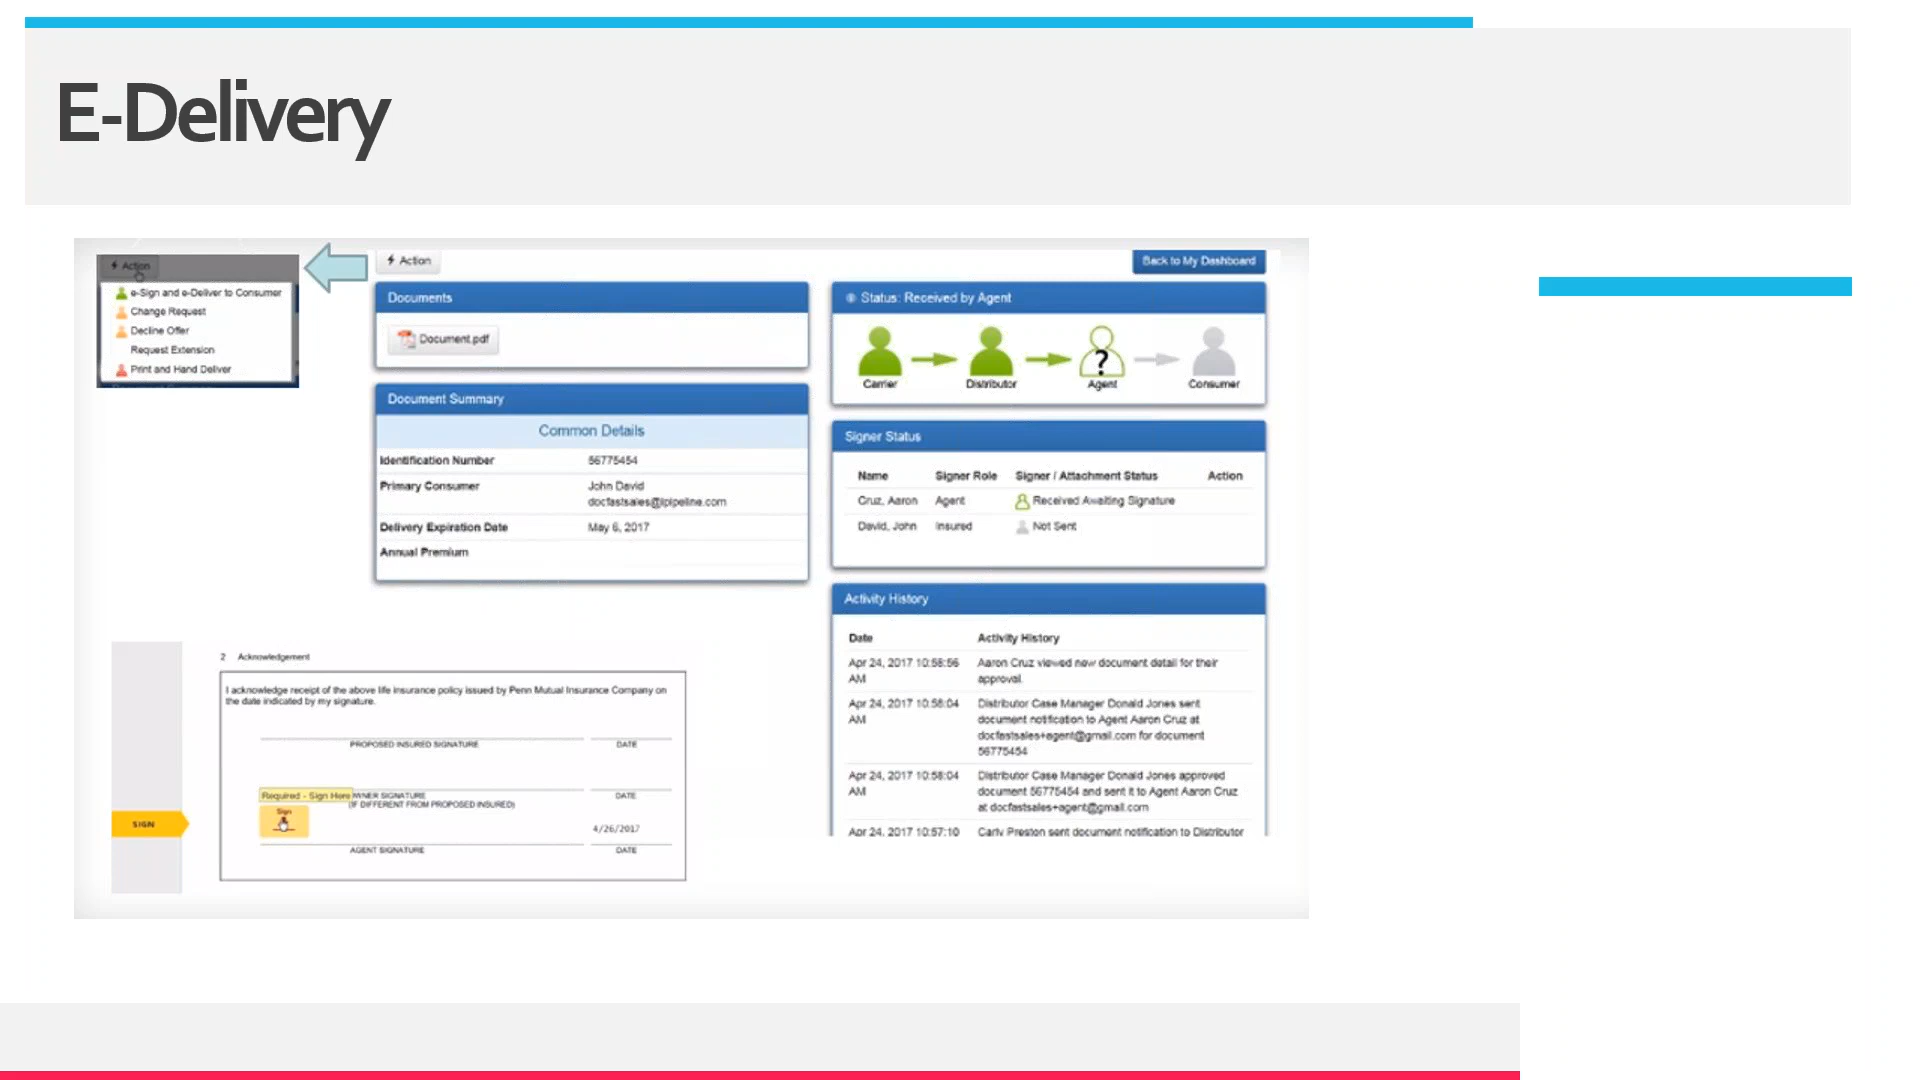 E-Delivery
Action
e-Sign and e-Deliver to Consumer
Change Request
Decline Offer
Request Extension
Print and Hand Deliver
Action
Back to My Dashboard
Documents
Document.pdf
Document Summary
Common Details
Identification Number 56775454
Primary Consumer John David
docfastsales@ipipeline.com
Delivery Expiration Date May 6, 2017
Annual Premium
Status: Received by Agent
?
Carrier Distributor Agent Consumer
Signer Status
Name Signer Role Signer / Attachment Status Action
Cruz, Aaron Agent Received Awaiting Signature
David, John Insured Not Sent
Activity History
Date Activity History
Apr 24, 2017 10:58:56 Aaron Cruz viewed new document detail for their
AM approval.
Apr 24, 2017 10:58:04 Distributor Case Manager Donald Jones sent
AM document notification to Agent Aaron Cruz at
docfastsales+agent@gmail.com for document
56775454
Apr 24, 2017 10:58:04 Distributor Case Manager Donald Jones approved
AM document 56775454 and sent it to Agent Aaron Cruz
at docfastsales+agent@gmail.com
Apr 24, 2017 10:57:10 Carly Preston sent document notification to Distributor
2 Acknowledgement
I acknowledge receipt of the above life insurance policy issued by Penn Mutual Insurance Company on
the date indicated by my signature.
PROPOSED INSURED SIGNATURE DATE
Required - Sign Here WNER SIGNATURE DATE
(IF DIFFERENT FROM PROPOSED INSURED)
Sign
SIGN
4/26/2017
AGENT SIGNATURE DATE